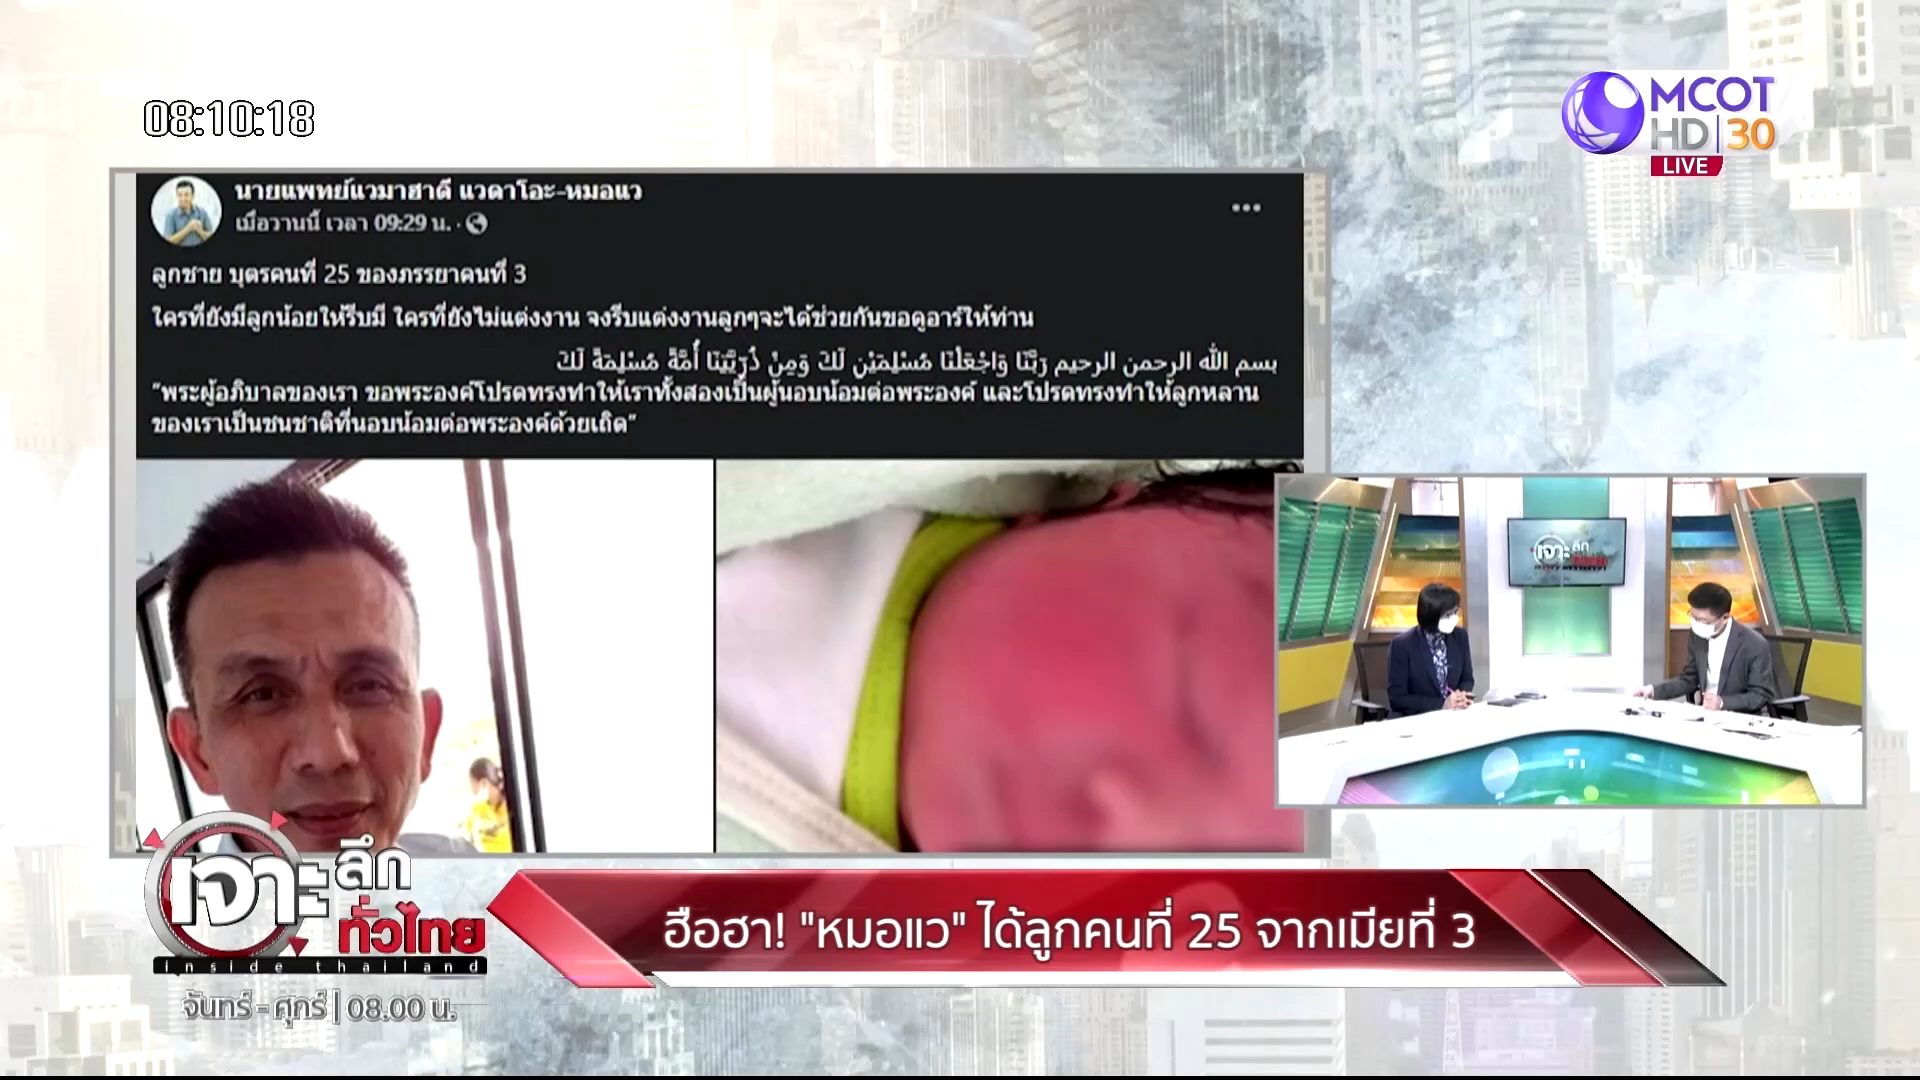 08:10:18
MCOT
HD 30
LIVE
นายแพทย์แวมาฮาดี แวดาโอะ-หมอแว
เมื่อวานนี้ เวลา 09:29 น. ·
ลูกชาย บุตรคนที่ 25 ของภรรยาคนที่ 3
ใครที่ยังมีลูกน้อยให้รีบมี ใครที่ยังไม่แต่งงาน จงรีบแต่งงานลูกๆจะได้ช่วยกันขอดูอาร์ให้ท่าน
بسم الله الرحمن الرحيم رَبَّنَا وَاجْعَلْنَا مُسْلِمَيْنِ لَكَ وَمِنْ ذُرِّيَّتِنَا أُمَّةً مُسْلِمَةً لَكَ
"พระผู้อภิบาลของเรา ขอพระองค์โปรดทรงทำให้เราทั้งสองเป็นผู้นอบน้อมต่อพระองค์ และโปรดทรงทำให้ลูกหลาน
ของเราเป็นชนชาติที่นอบน้อมต่อพระองค์ด้วยเถิด"
เจาะลึก
ทั่วไทย
inside thailand
จันทร์ - ศุกร์ | 08.00 น.
ฮือฮา! "หมอแว" ได้ลูกคนที่ 25 จากเมียที่ 3